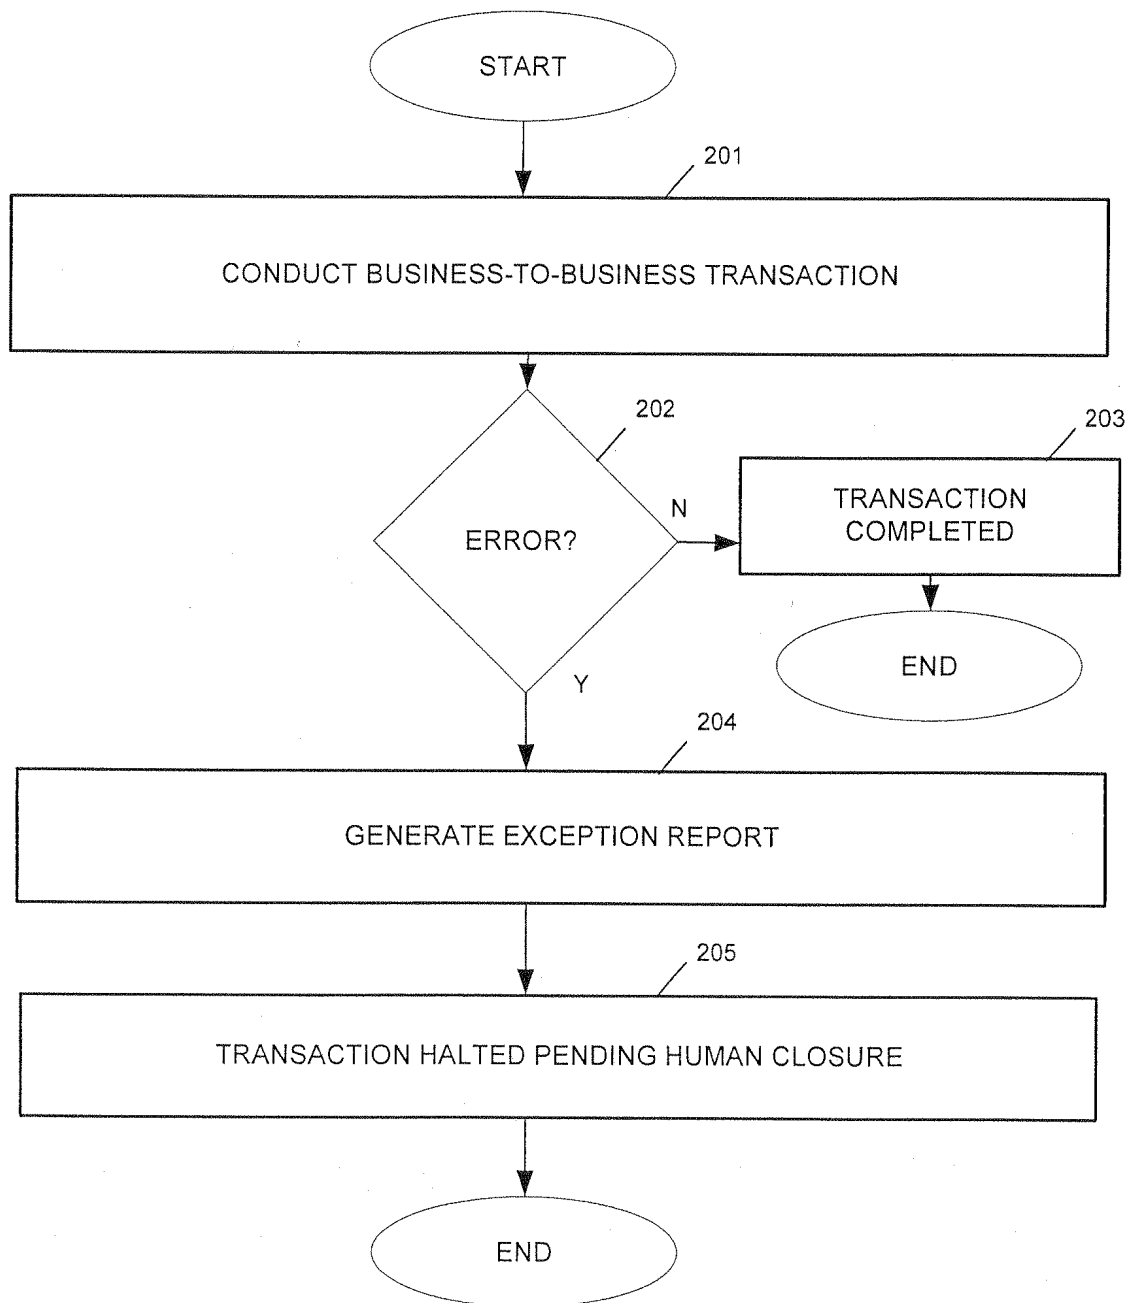 START
201
CONDUCT BUSINESS-TO-BUSINESS TRANSACTION
202
203
ERROR?
N
TRANSACTION
COMPLETED
END
Y
204
GENERATE EXCEPTION REPORT
205
TRANSACTION HALTED PENDING HUMAN CLOSURE
END